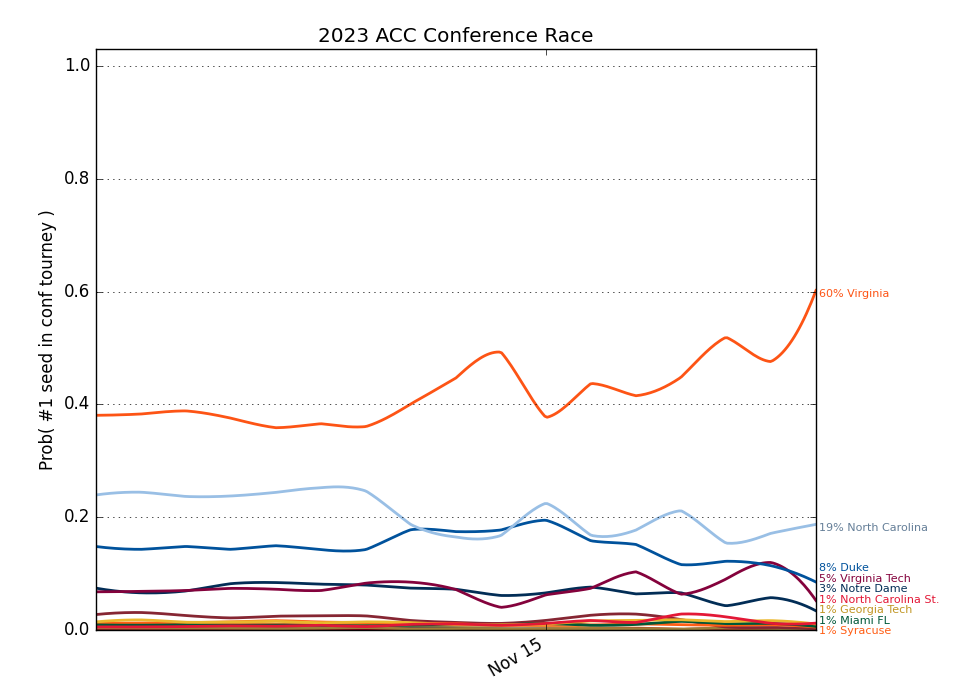 2023 ACC Conference Race
1.0
0.8
0.6
0.4
0.2
0.0
Prob( #1 seed in conf tourney )
Nov 15
60% Virginia
19% North Carolina
8% Duke
5% Virginia Tech
3% Notre Dame
1% North Carolina St.
1% Georgia Tech
1% Miami FL
1% Syracuse